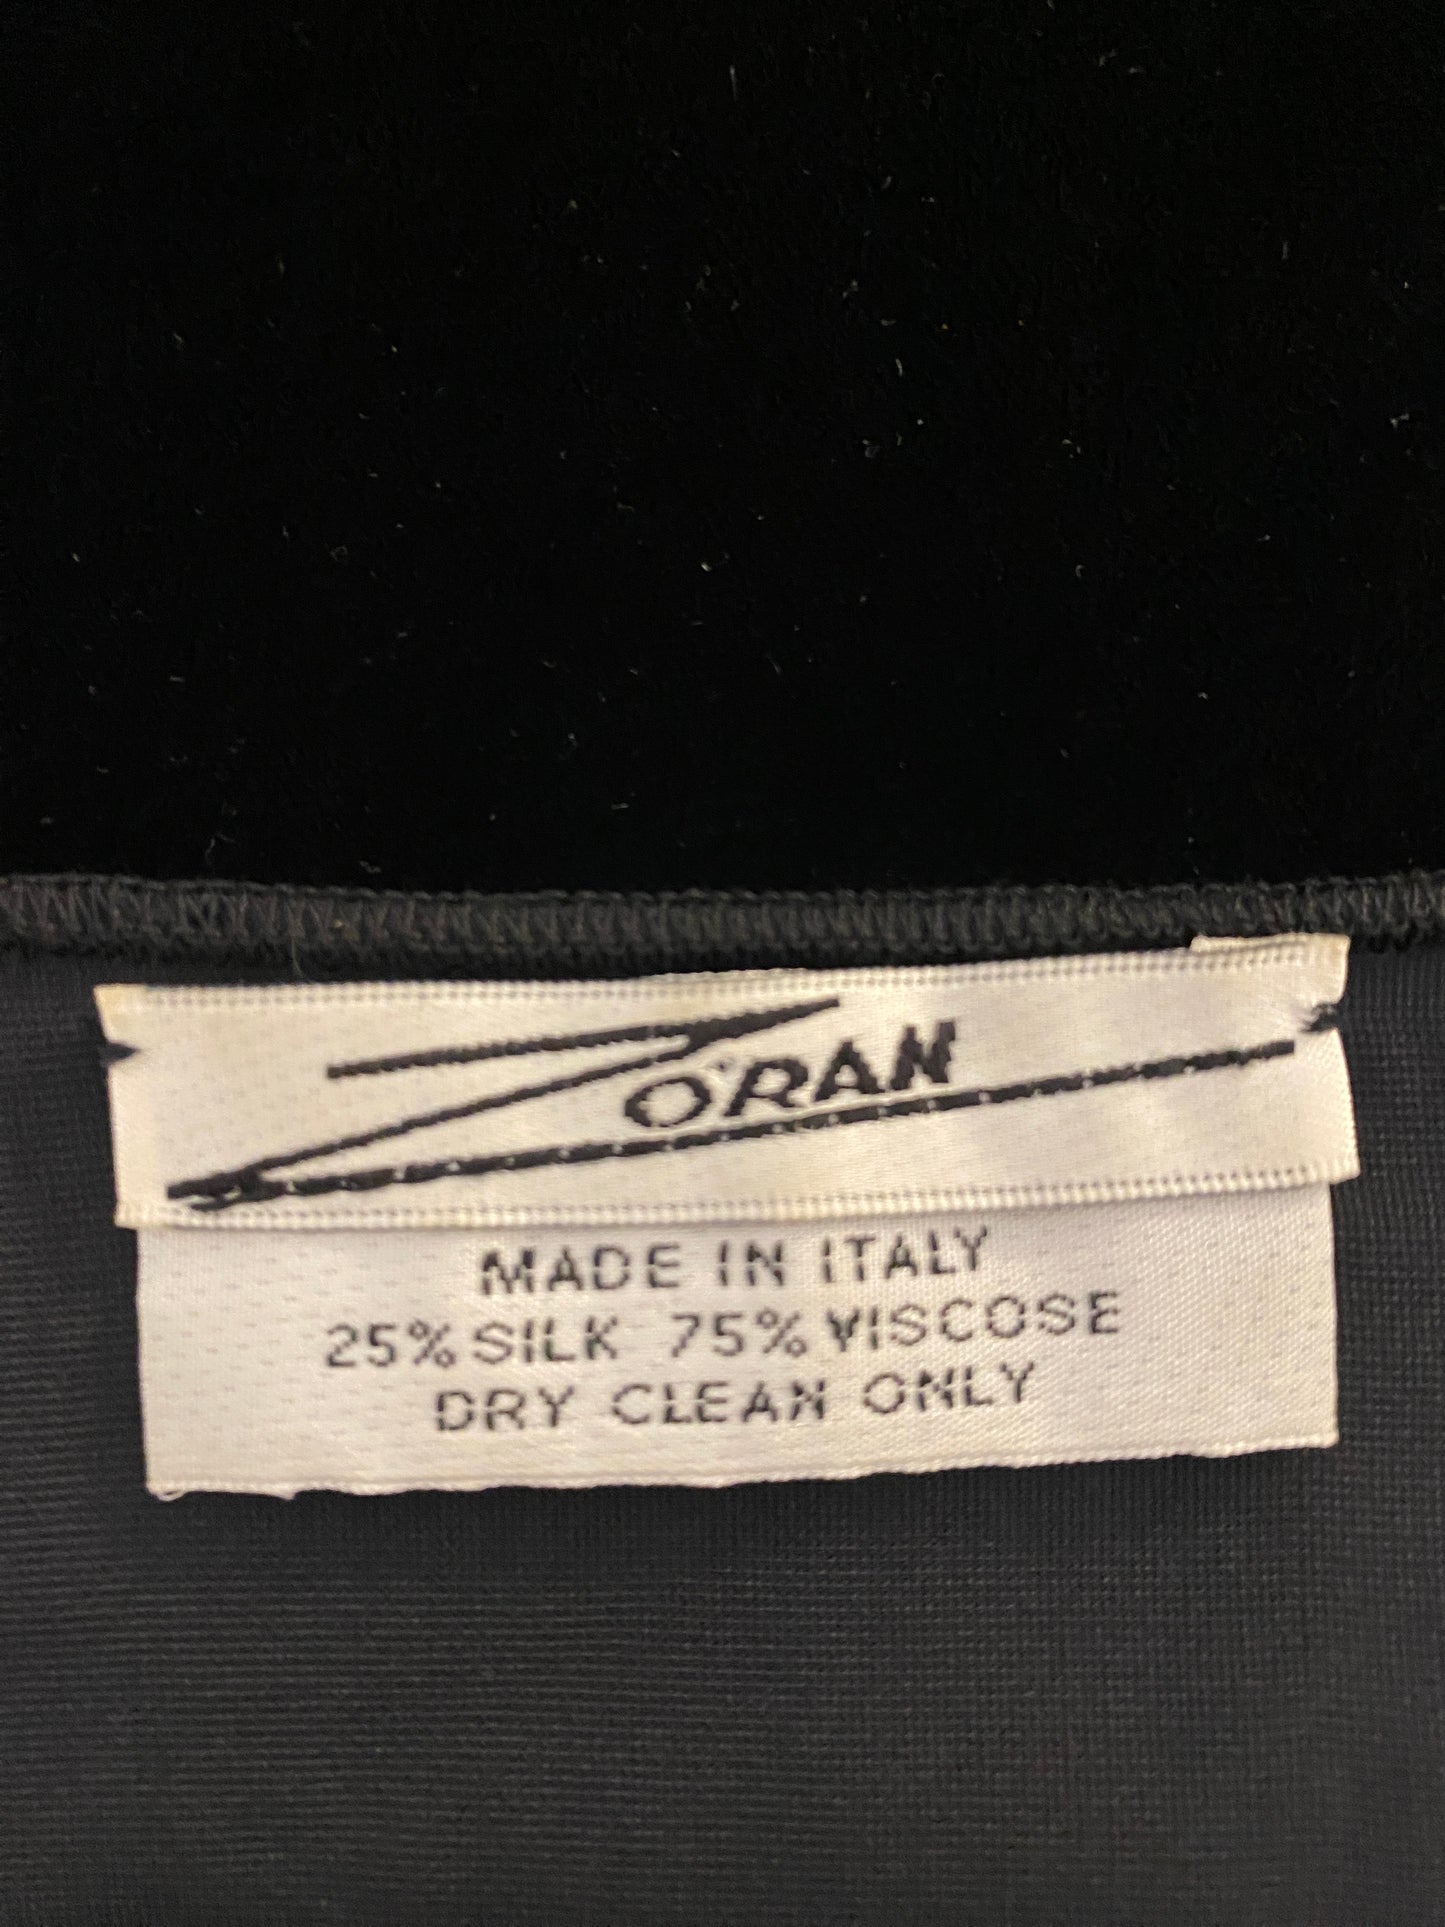 ZORAN
MADE IN ITALY
25% SILK 75% VISCOSE
DRY CLEAN ONLY